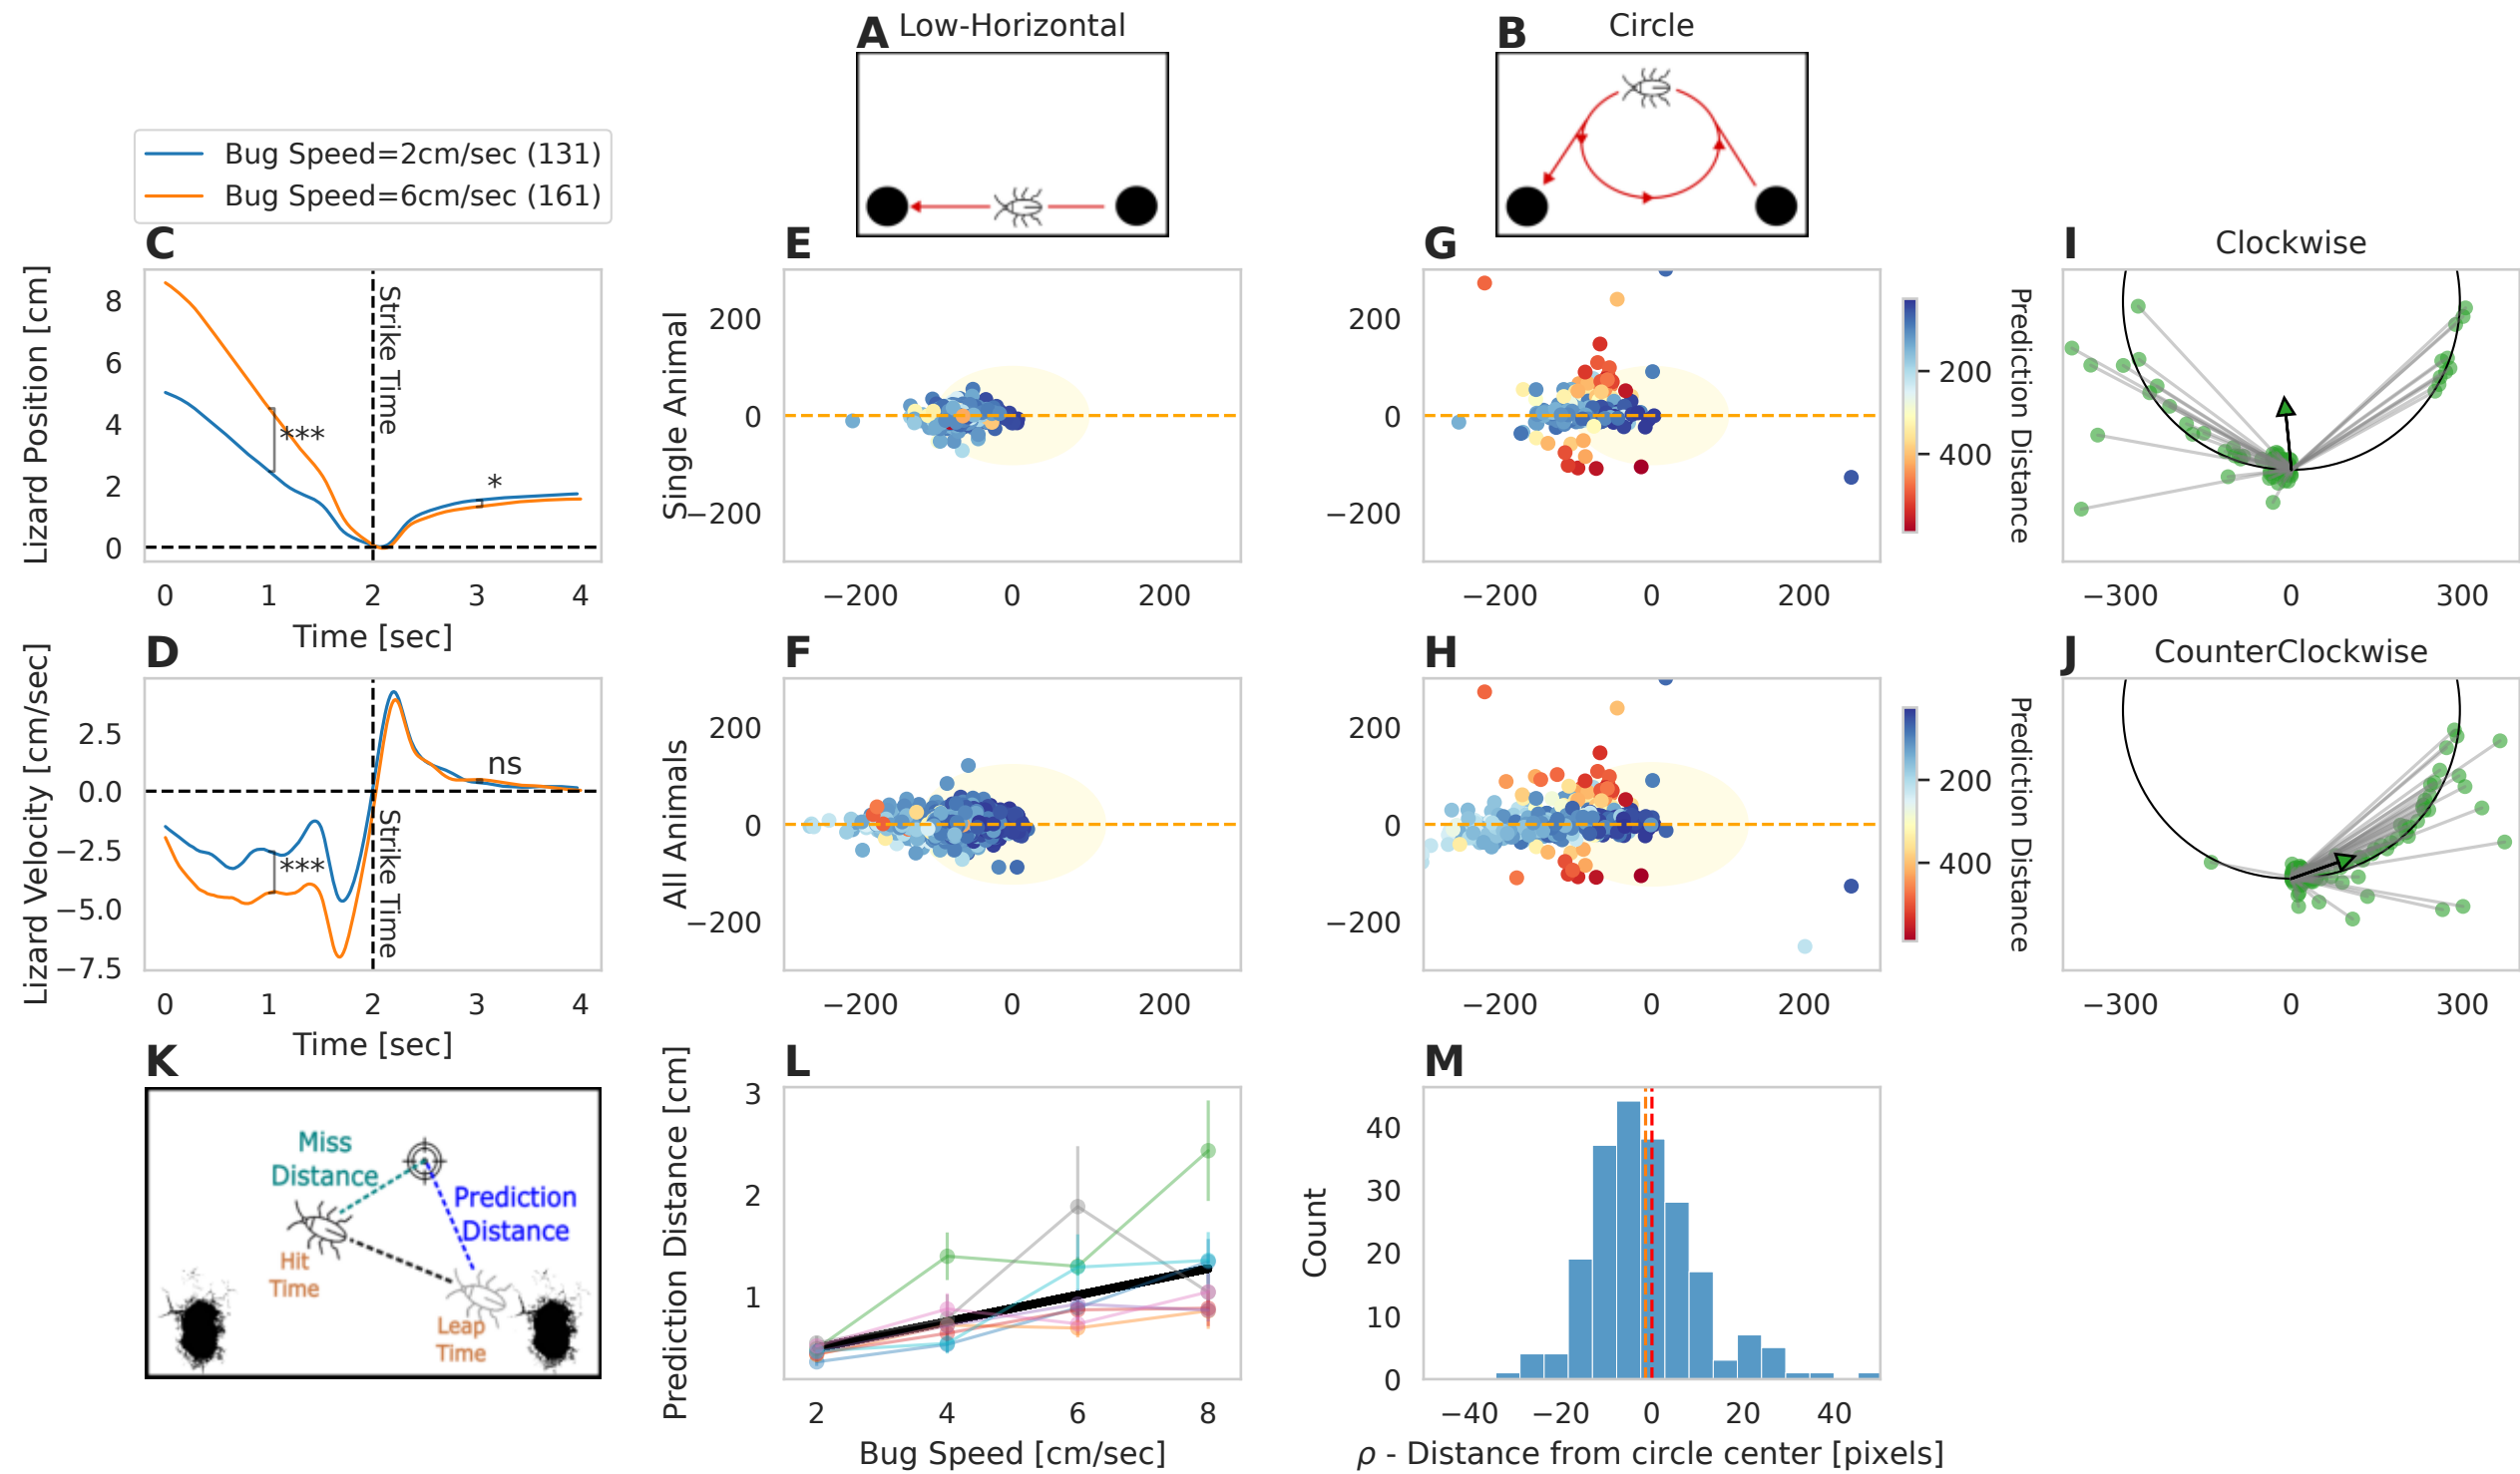 A Low-Horizontal
B Circle
Bug Speed=2cm/sec (131)
Bug Speed=6cm/sec (161)
C
Lizard Position [cm]
8
6
4
2
0
Strike Time
***
*
0 1 2 3 4
Time [sec]
E
Single Animal
200
0
−200
−200 0 200
G
200
0
−200
−200 0 200
200
400
Prediction Distance
I Clockwise
−300 0 300
D
Lizard Velocity [cm/sec]
2.5
0.0
−2.5
−5.0
−7.5
***
ns
Strike Time
0 1 2 3 4
Time [sec]
F
All Animals
200
0
−200
−200 0 200
H
200
0
−200
−200 0 200
200
400
Prediction Distance
J CounterClockwise
−300 0 300
K
Miss
Distance
Prediction
Distance
Hit
Time
Leap
Time
L
Prediction Distance [cm]
3
2
1
2 4 6 8
Bug Speed [cm/sec]
M
Count
40
30
20
10
0
−40 −20 0 20 40
ρ - Distance from circle center [pixels]